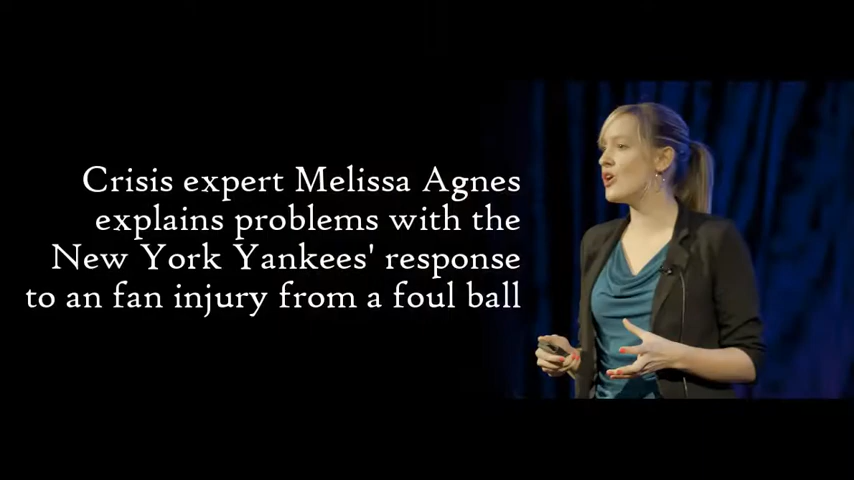 Crisis expert Melissa Agnes
explains problems with the
New York Yankees' response
to an fan injury from a foul ball